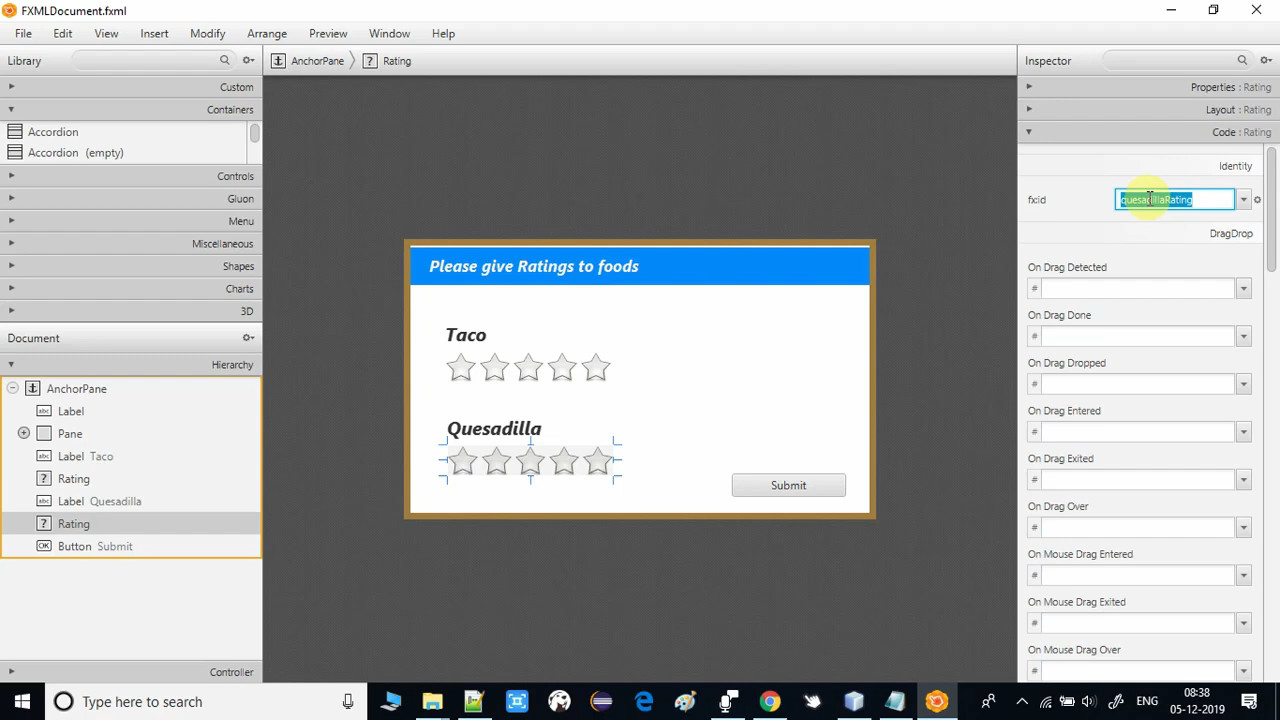 FXMLDocument.fxml
File Edit View Insert Modify Arrange Preview Window Help
Library
AnchorPane
? Rating
Inspector
Custom
Containers
Accordion
Accordion (empty)
Controls
Gluon
Menu
Miscellaneous
Shapes
Charts
3D
Document
Hierarchy
AnchorPane
abc Label
Pane
abc Label Taco
? Rating
abc Label Quesadilla
? Rating
OK Button Submit
Controller
Please give Ratings to foods
Taco
Quesadilla
Submit
Properties : Rating
Layout : Rating
Code : Rating
Identity
fx:id
quesadillaRating
DragDrop
On Drag Detected
#
On Drag Done
#
On Drag Dropped
#
On Drag Entered
#
On Drag Exited
#
On Drag Over
#
On Mouse Drag Entered
#
On Mouse Drag Exited
#
On Mouse Drag Over
#
Type here to search
ENG
08:38
05-12-2019